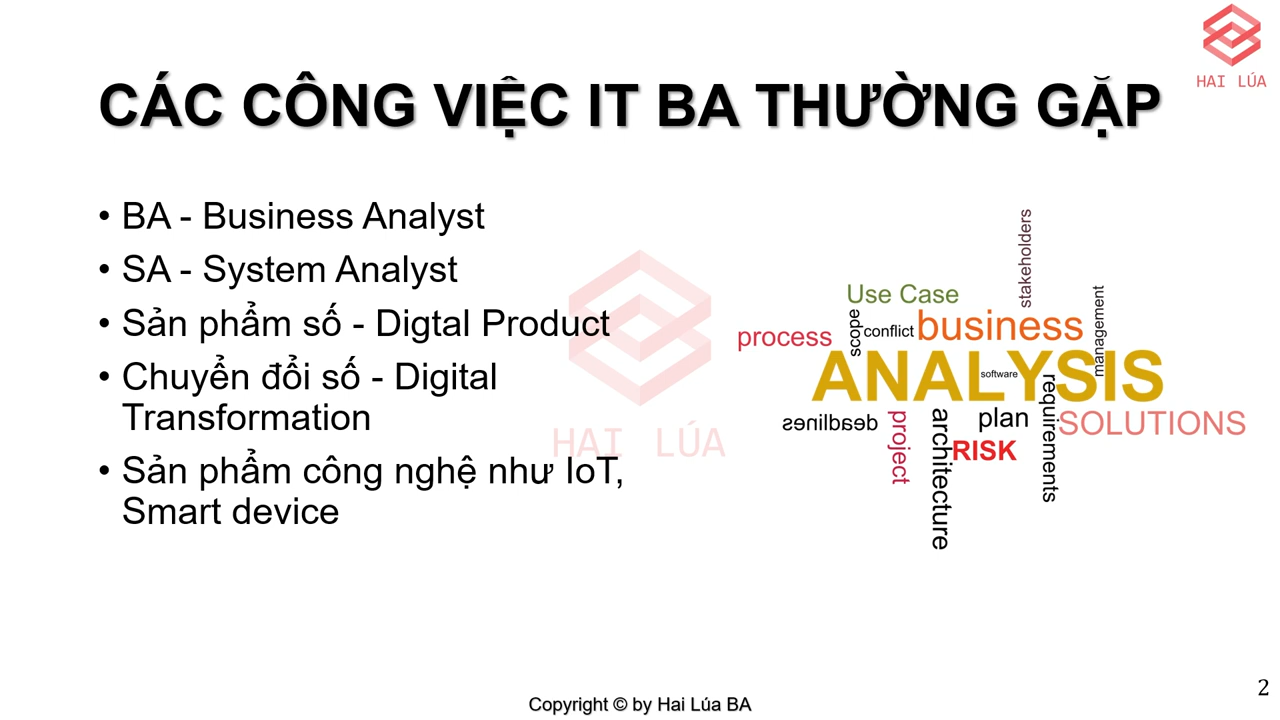 HAI LÚA
CÁC CÔNG VIỆC IT BA THƯỜNG GẶP
• BA - Business Analyst
• SA - System Analyst
• Sản phẩm số - Digtal Product
• Chuyển đổi số - Digital
Transformation
• Sản phẩm công nghệ như IoT,
Smart device
HAI LÚA
stakeholders
Use Case
management
process
scope
conflict
business
ANALYSIS
software
requirements
deadlines
project
architecture
plan
SOLUTIONS
RISK
Copyright © by Hai Lúa BA
2